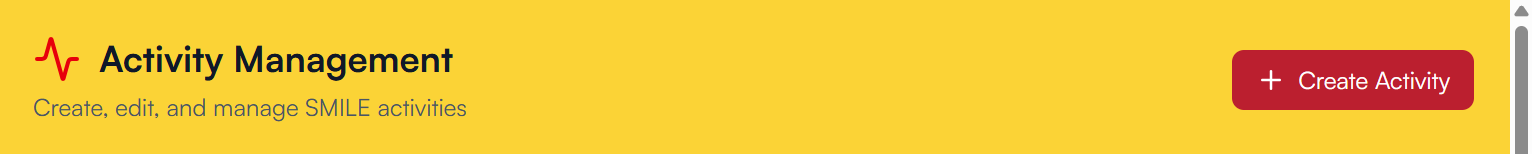 Activity Management
Create, edit, and manage SMILE activities
Create Activity